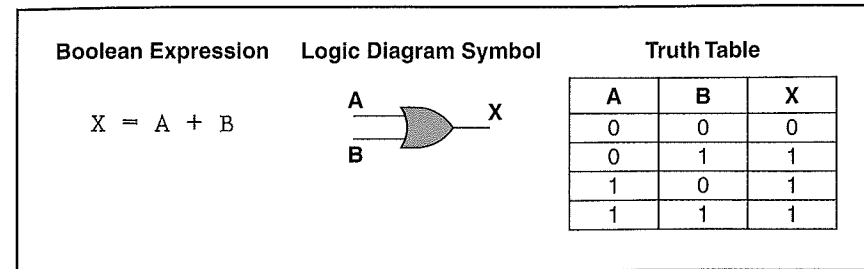 Boolean Expression Logic Diagram Symbol Truth Table
X = A + B
A
B
X
A B X
0 0 0
0 1 1
1 0 1
1 1 1